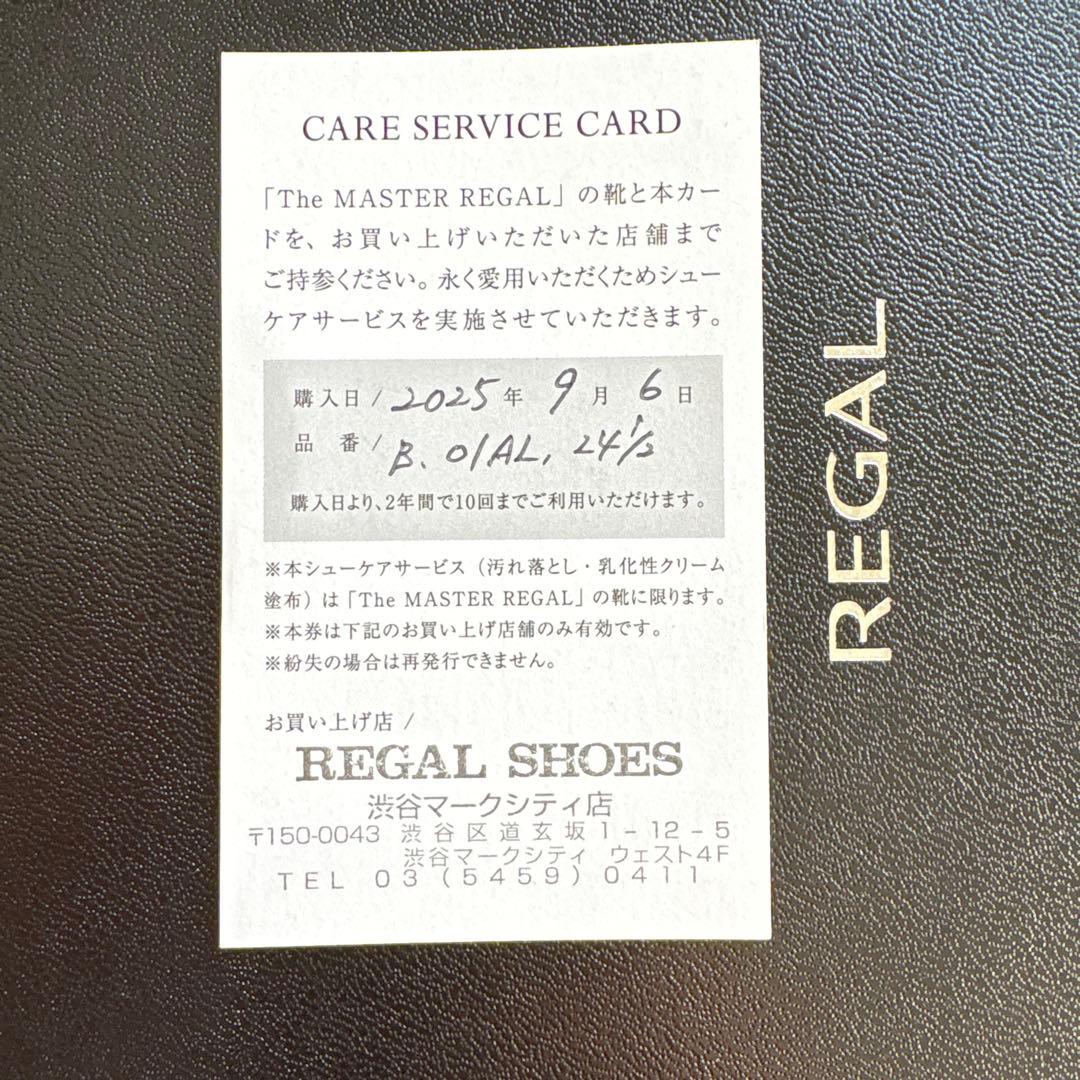 CARE SERVICE CARD
「The MASTER REGAL」の靴と本カー
ドを、お買い上げいただいた店舗まで
ご持参ください。永く愛用いただくためシュー
ケアサービスを実施させていただきます。
購入日 / 2025年 9月 6日
品 番 / B. 01AL, 24 1/2
購入日より、2年間で10回までご利用いただけます。
※本シューケアサービス（汚れ落とし・乳化性クリーム
塗布）は「The MASTER REGAL」の靴に限ります。
※本券は下記のお買い上げ店舗のみ有効です。
※紛失の場合は再発行できません。
お買い上げ店 /
REGAL SHOES
渋谷マークシティ店
〒150-0043 渋谷区道玄坂1-12-5
渋谷マークシティ ウェスト4F
TEL 03(5459)0411
REGAL